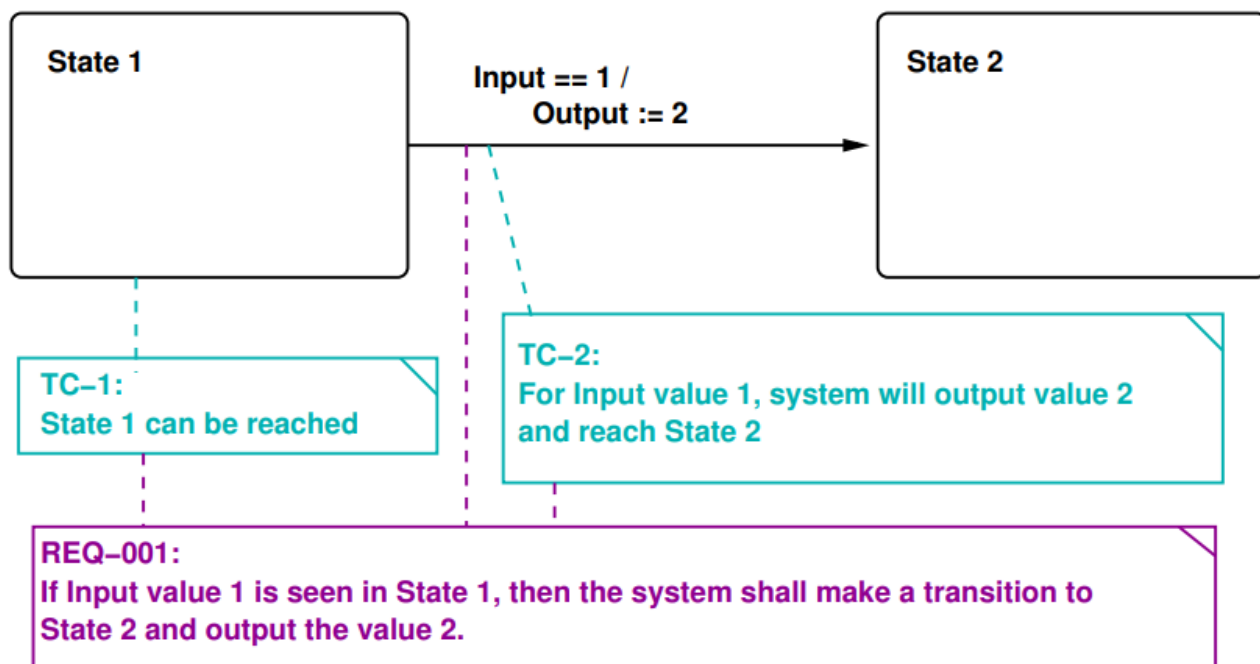 State 1
Input == 1 /
Output := 2
State 2
TC–1:
State 1 can be reached
TC–2:
For Input value 1, system will output value 2
and reach State 2
REQ–001:
If Input value 1 is seen in State 1, then the system shall make a transition to
State 2 and output the value 2.